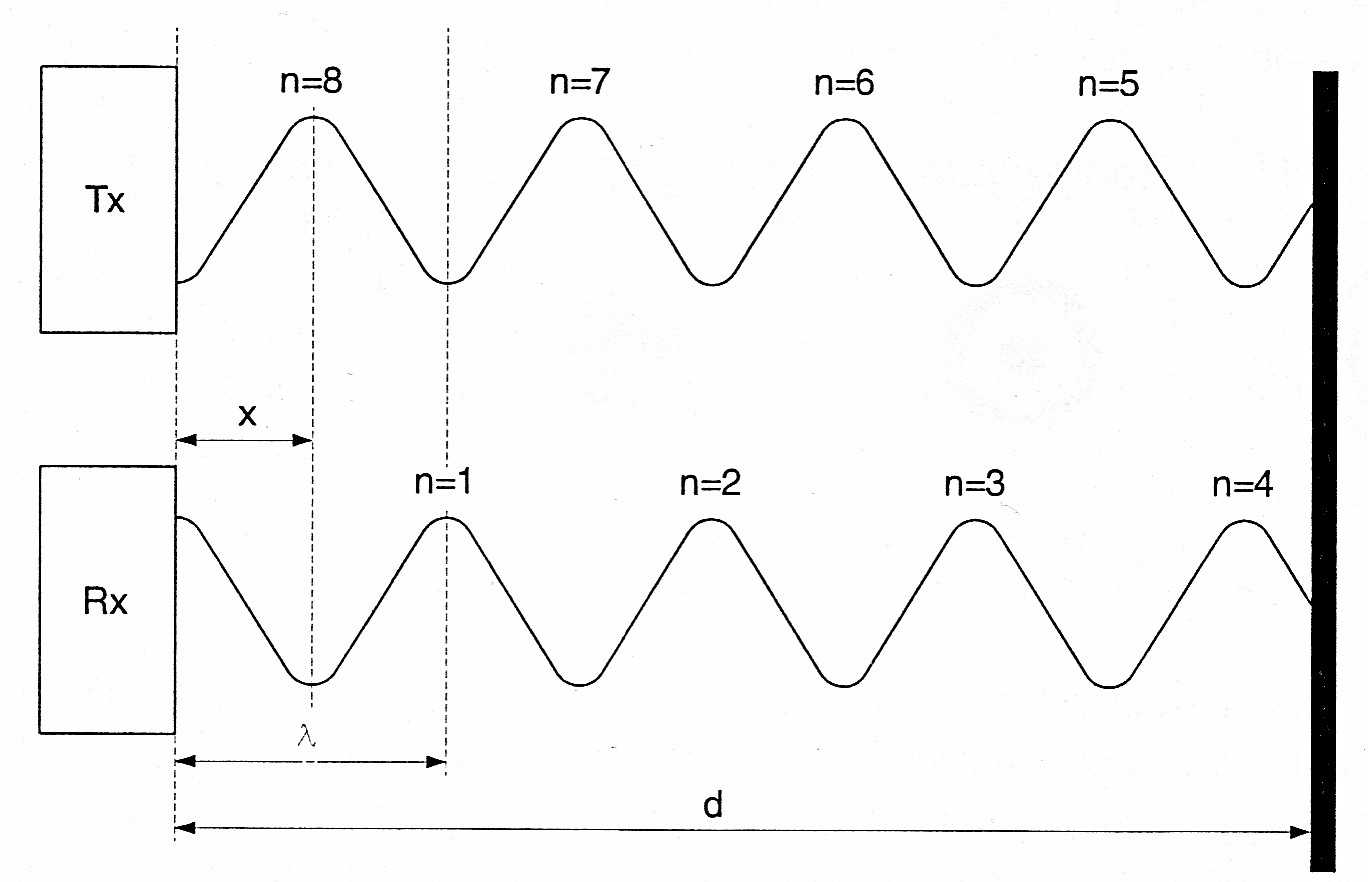 n=8
n=7
n=6
n=5
Tx
x
n=1
n=2
n=3
n=4
Rx
λ
d